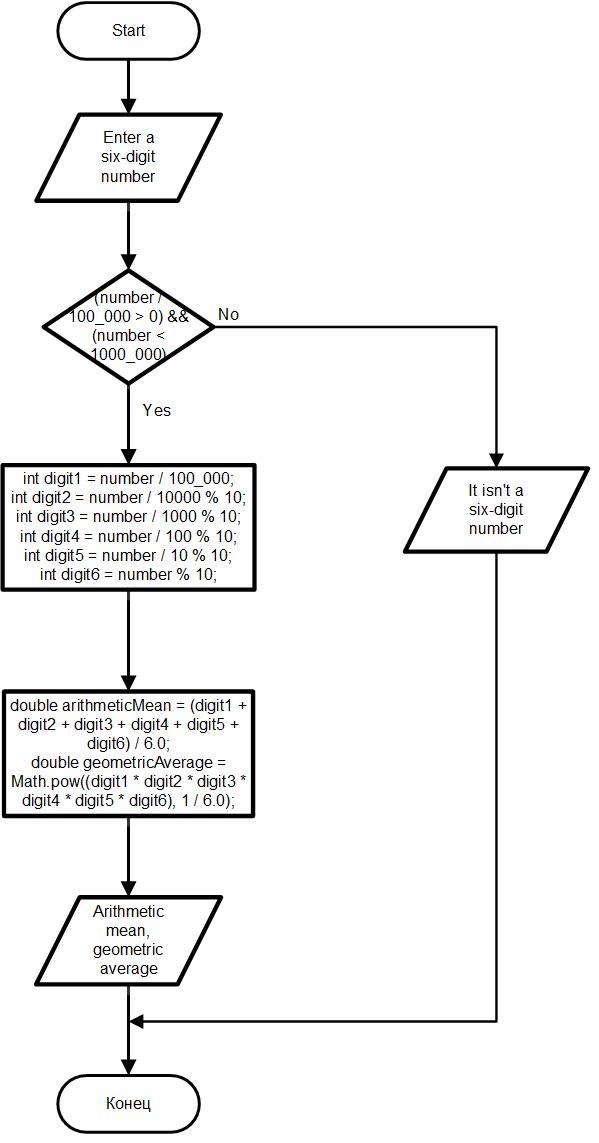 Start
Enter a
six-digit
number
(number /
100_000 > 0) &&
(number <
1000_000)
No
Yes
int digit1 = number / 100_000;
int digit2 = number / 10000 % 10;
int digit3 = number / 1000 % 10;
int digit4 = number / 100 % 10;
int digit5 = number / 10 % 10;
int digit6 = number % 10;
It isn't a
six-digit
number
double arithmeticMean = (digit1 +
digit2 + digit3 + digit4 + digit5 +
digit6) / 6.0;
double geometricAverage =
Math.pow((digit1 * digit2 * digit3 *
digit4 * digit5 * digit6), 1 / 6.0);
Arithmetic
mean,
geometric
average
Конец